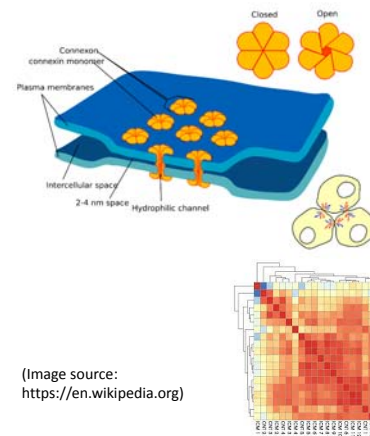 Closed Open
Connexon
connexin monomer
Plasma membranes
Intercellular space
2-4 nm space
Hydrophilic channel
(Image source:
https://en.wikipedia.org)